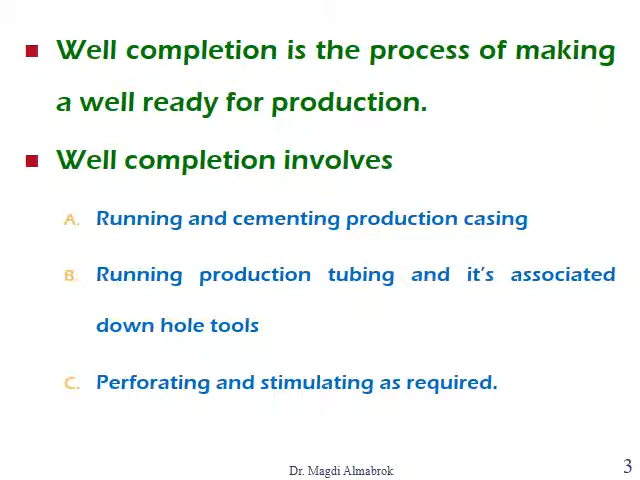 Well completion is the process of making
a well ready for production.
Well completion involves
A. Running and cementing production casing
B. Running production tubing and it's associated
down hole tools
C. Perforating and stimulating as required.
Dr. Magdi Almabrok
3